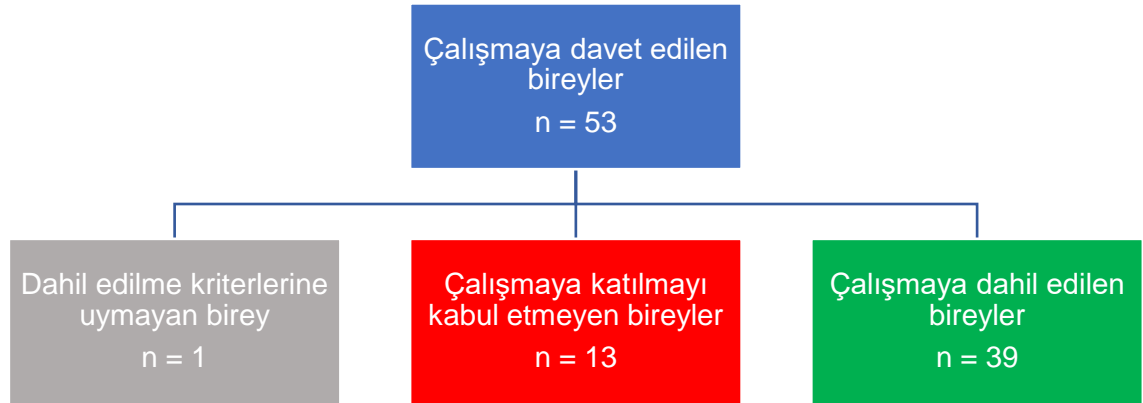 Çalışmaya davet edilen
bireyler
n = 53
Dahil edilme kriterlerine
uymayan birey
n = 1
Çalışmaya katılmayı
kabul etmeyen bireyler
n = 13
Çalışmaya dahil edilen
bireyler
n = 39